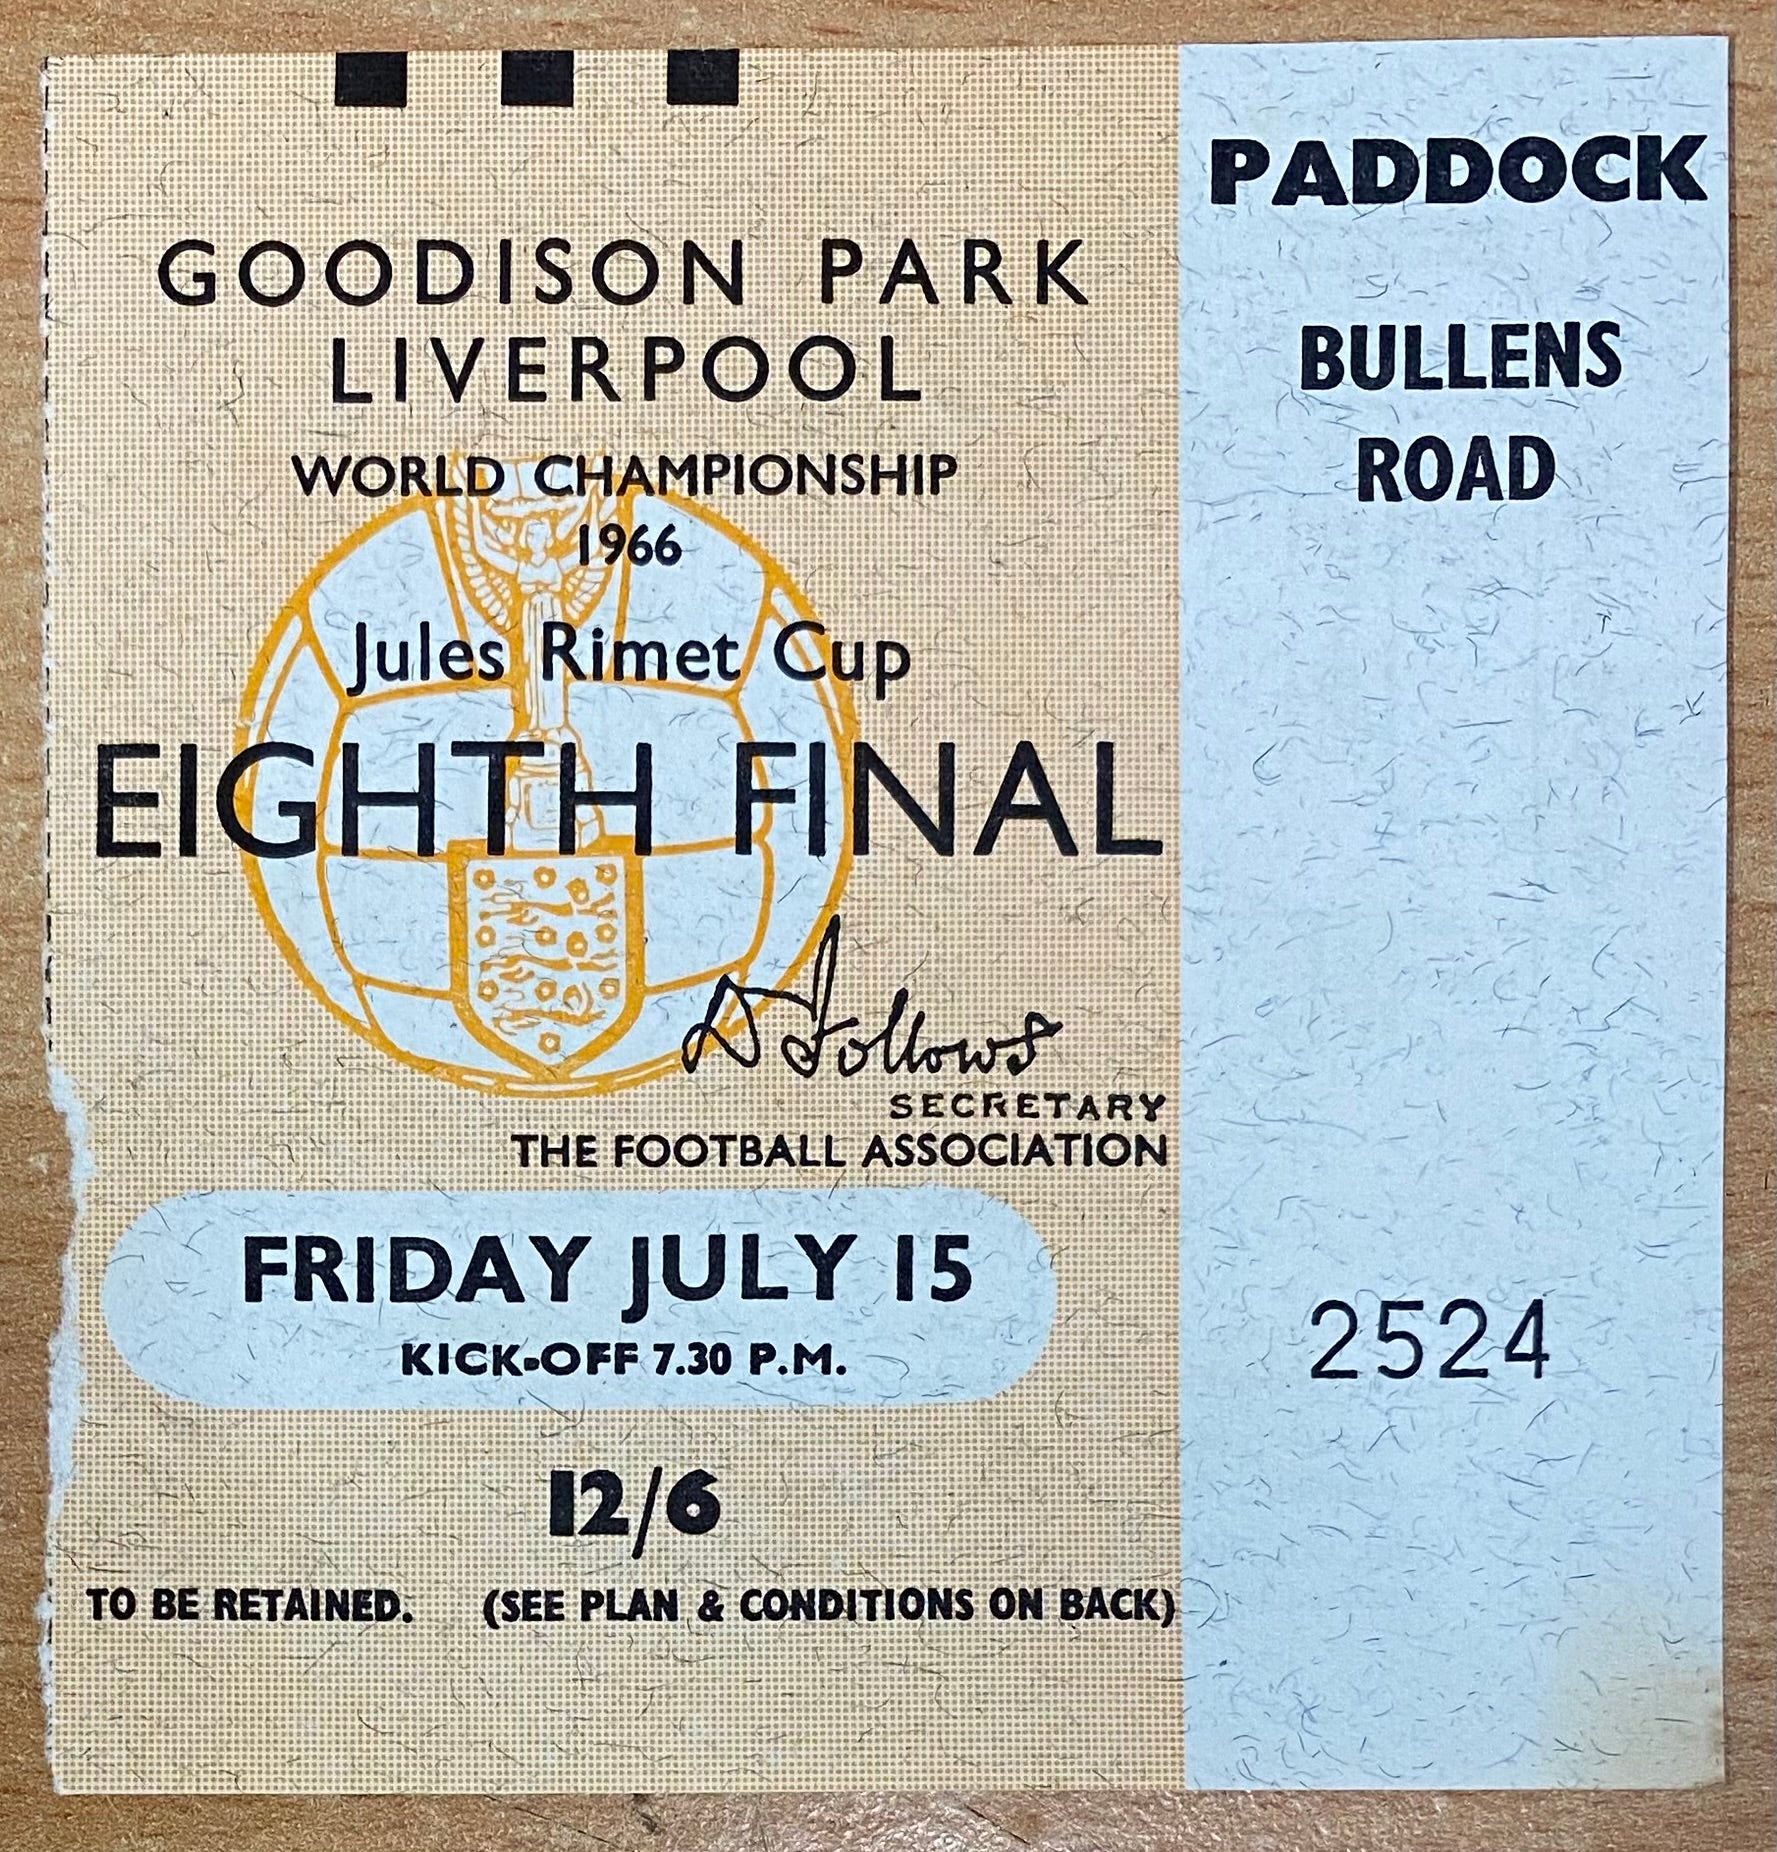 GOODISON PARK
LIVERPOOL
WORLD CHAMPIONSHIP
1966
Jules Rimet Cup
EIGHTH FINAL
D Follows
SECRETARY
THE FOOTBALL ASSOCIATION
FRIDAY JULY 15
KICK-OFF 7.30 P.M.
12/6
TO BE RETAINED. (SEE PLAN & CONDITIONS ON BACK)
PADDOCK
BULLENS
ROAD
2524